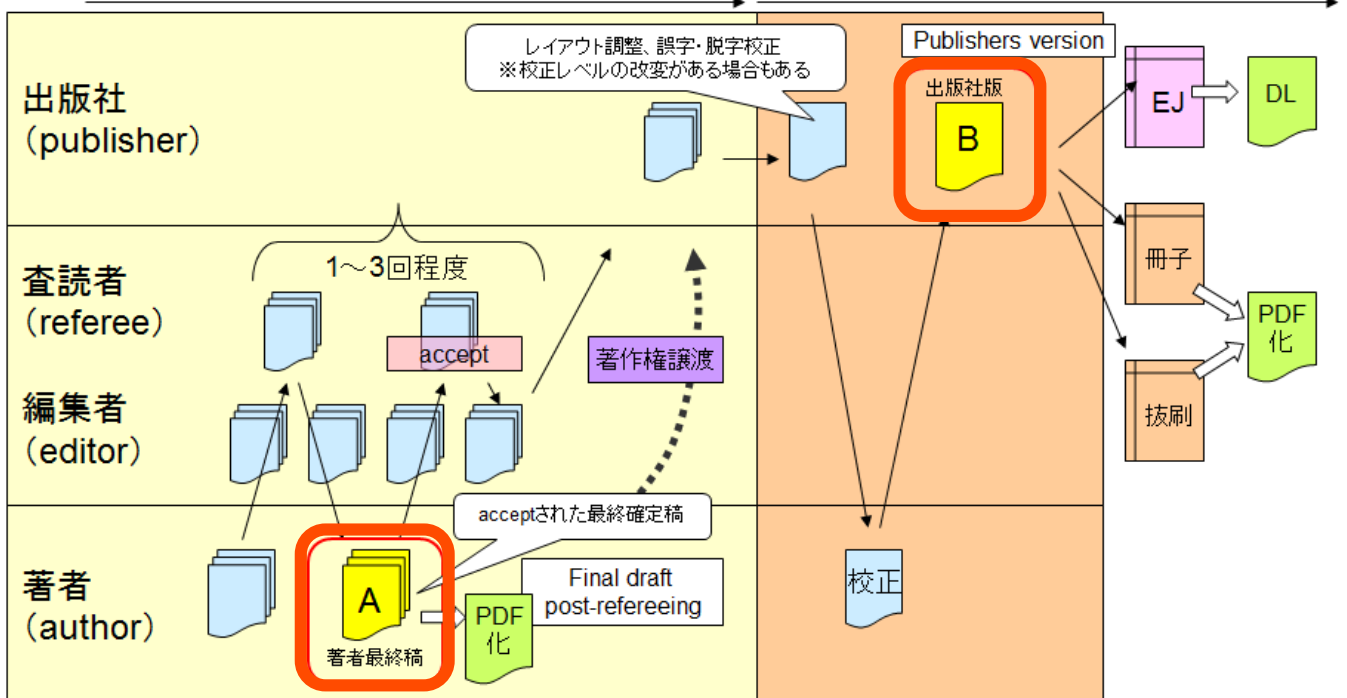 レイアウト調整、誤字・脱字校正
※校正レベルの改変がある場合もある
Publishers version
出版社
（publisher）
出版社版
B
EJ
DL
1～3回程度
査読者
（referee）
accept
著作権譲渡
冊子
PDF
化
抜刷
編集者
（editor）
acceptされた最終確定稿
著者
（author）
A
著者最終稿
PDF
化
Final draft
post-refereeing
校正